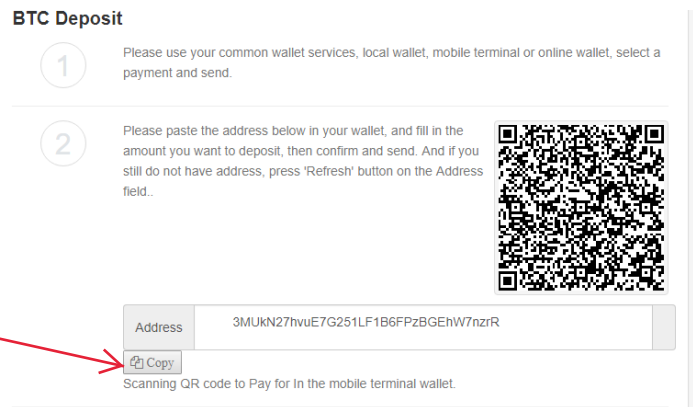 BTC Deposit
1
Please use your common wallet services, local wallet, mobile terminal or online wallet, select a
payment and send.
2
Please paste the address below in your wallet, and fill in the
amount you want to deposit, then confirm and send. And if you
still do not have address, press 'Refresh' button on the Address
field..
Address
3MUkN27hvuE7G251LF1B6FPzBGEhW7nzrR
Copy
Scanning QR code to Pay for In the mobile terminal wallet.